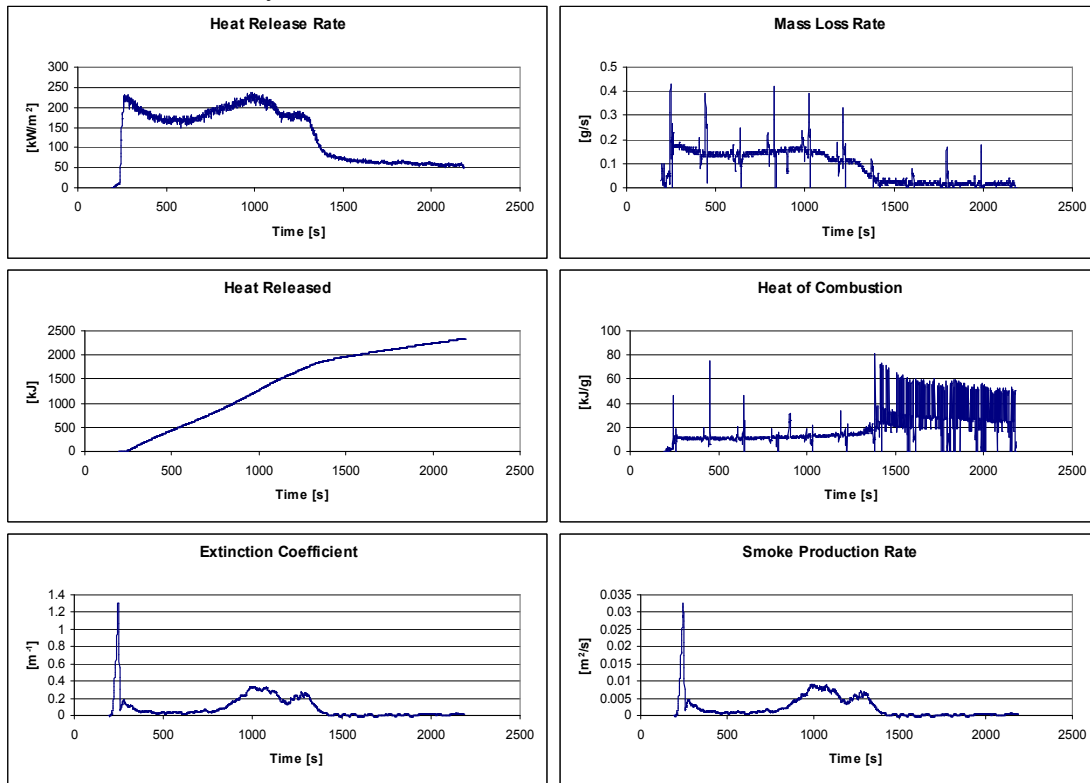 Heat Release Rate
[kW/m²]
300
250
200
150
100
50
0
0 500 1000 1500 2000 2500
Time [s]
Mass Loss Rate
[g/s]
0.5
0.4
0.3
0.2
0.1
0
0 500 1000 1500 2000 2500
Time [s]
Heat Released
[kJ]
2500
2000
1500
1000
500
0
0 500 1000 1500 2000 2500
Time [s]
Heat of Combustion
[kJ/g]
100
80
60
40
20
0
0 500 1000 1500 2000 2500
Time [s]
Extinction Coefficient
[m⁻¹]
1.4
1.2
1
0.8
0.6
0.4
0.2
0
0 500 1000 1500 2000 2500
Time [s]
Smoke Production Rate
[m²/s]
0.035
0.03
0.025
0.02
0.015
0.01
0.005
0
0 500 1000 1500 2000 2500
Time [s]